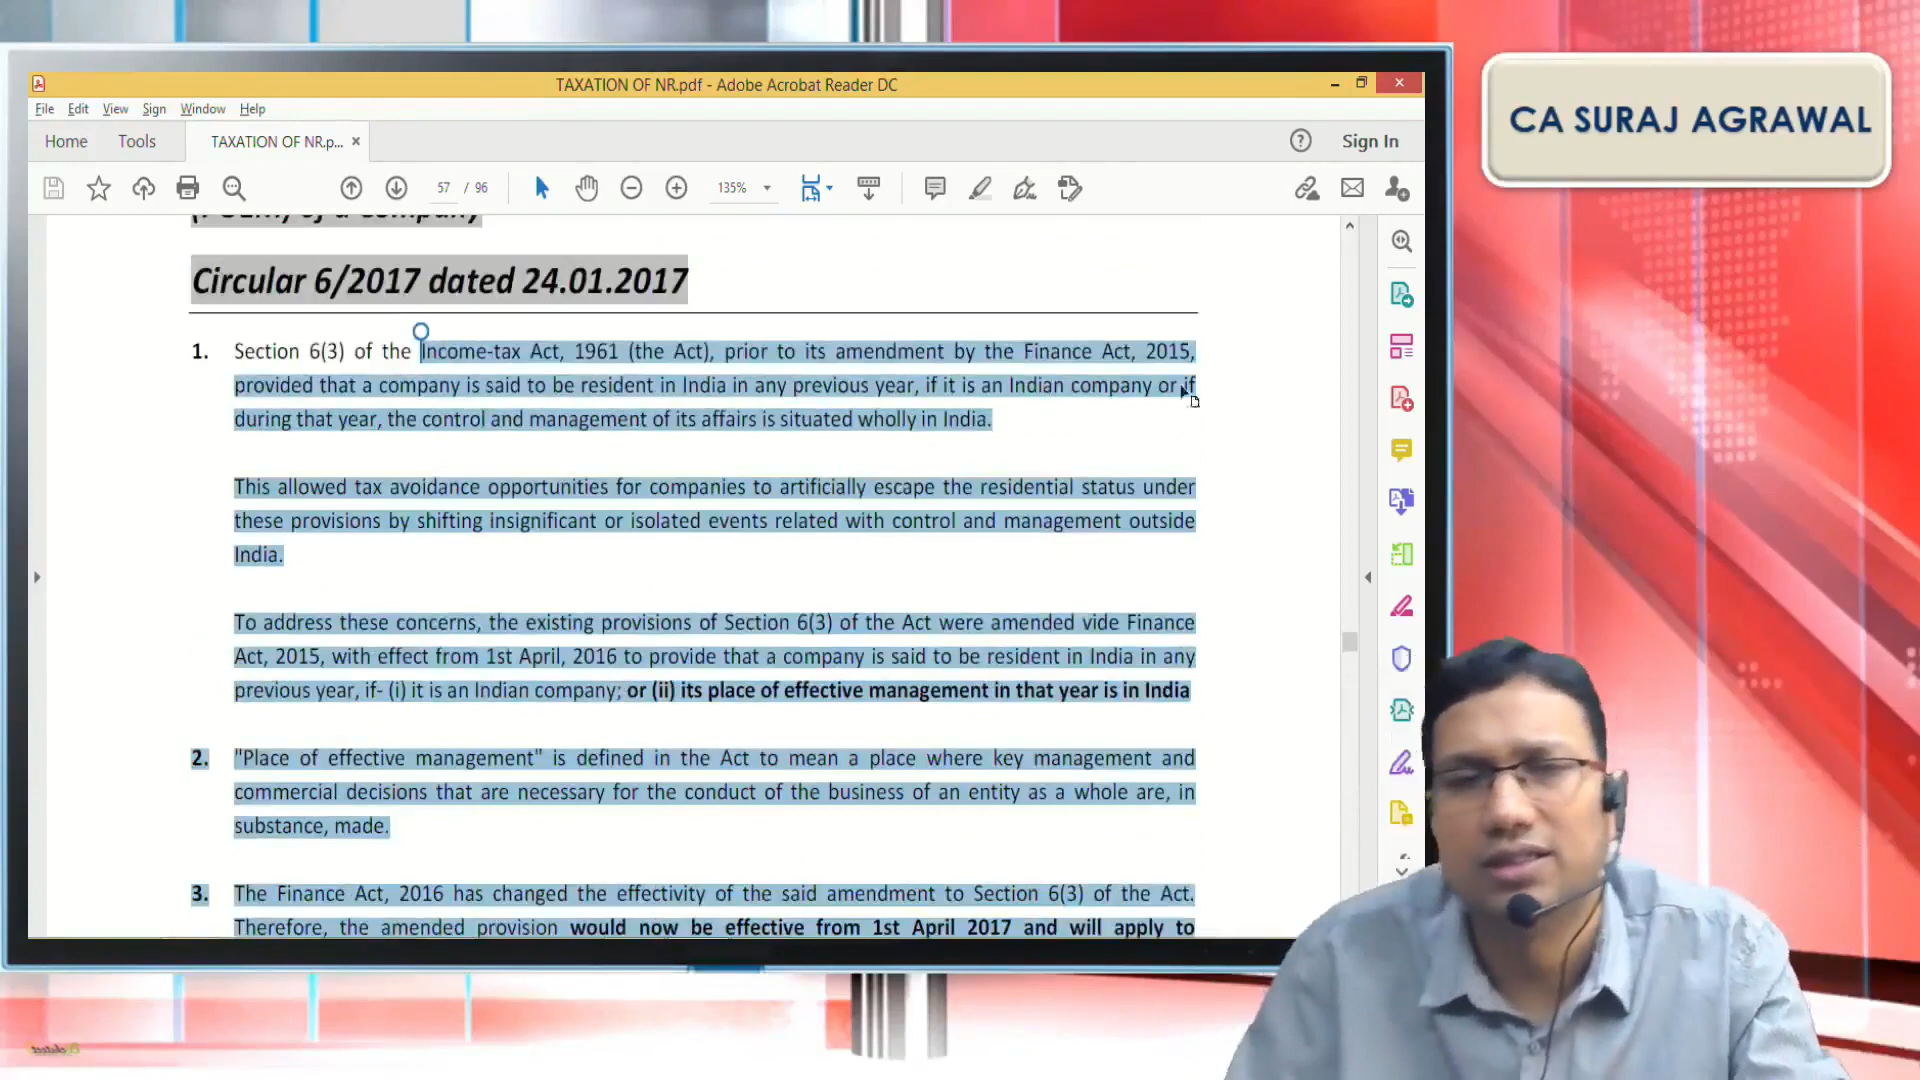 CA SURAJ AGRAWAL
TAXATION OF NR.pdf - Adobe Acrobat Reader DC
File Edit View Sign Window Help
Home Tools TAXATION OF NR.p... × Sign In
57 / 96 135%
of a Company
Circular 6/2017 dated 24.01.2017
1. Section 6(3) of the Income-tax Act, 1961 (the Act), prior to its amendment by the Finance Act, 2015,
provided that a company is said to be resident in India in any previous year, if it is an Indian company or if
during that year, the control and management of its affairs is situated wholly in India.
This allowed tax avoidance opportunities for companies to artificially escape the residential status under
these provisions by shifting insignificant or isolated events related with control and management outside
India.
To address these concerns, the existing provisions of Section 6(3) of the Act were amended vide Finance
Act, 2015, with effect from 1st April, 2016 to provide that a company is said to be resident in India in any
previous year, if- (i) it is an Indian company; or (ii) its place of effective management in that year is in India
2. "Place of effective management" is defined in the Act to mean a place where key management and
commercial decisions that are necessary for the conduct of the business of an entity as a whole are, in
substance, made.
3. The Finance Act, 2016 has changed the effectivity of the said amendment to Section 6(3) of the Act.
Therefore, the amended provision would now be effective from 1st April 2017 and will apply to